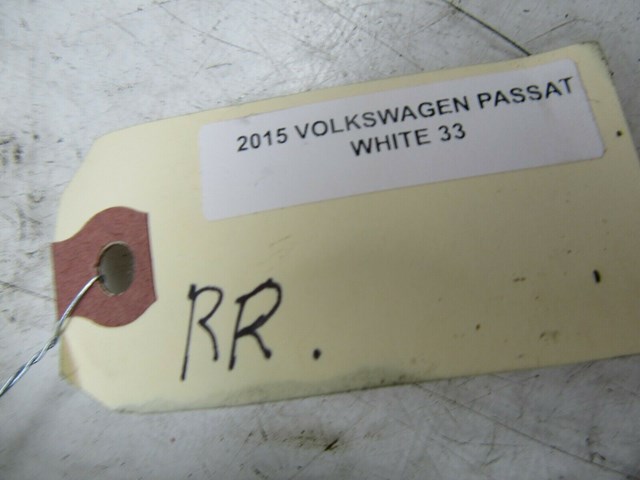 2015 VOLKSWAGEN PASSAT
WHITE 33
RR.